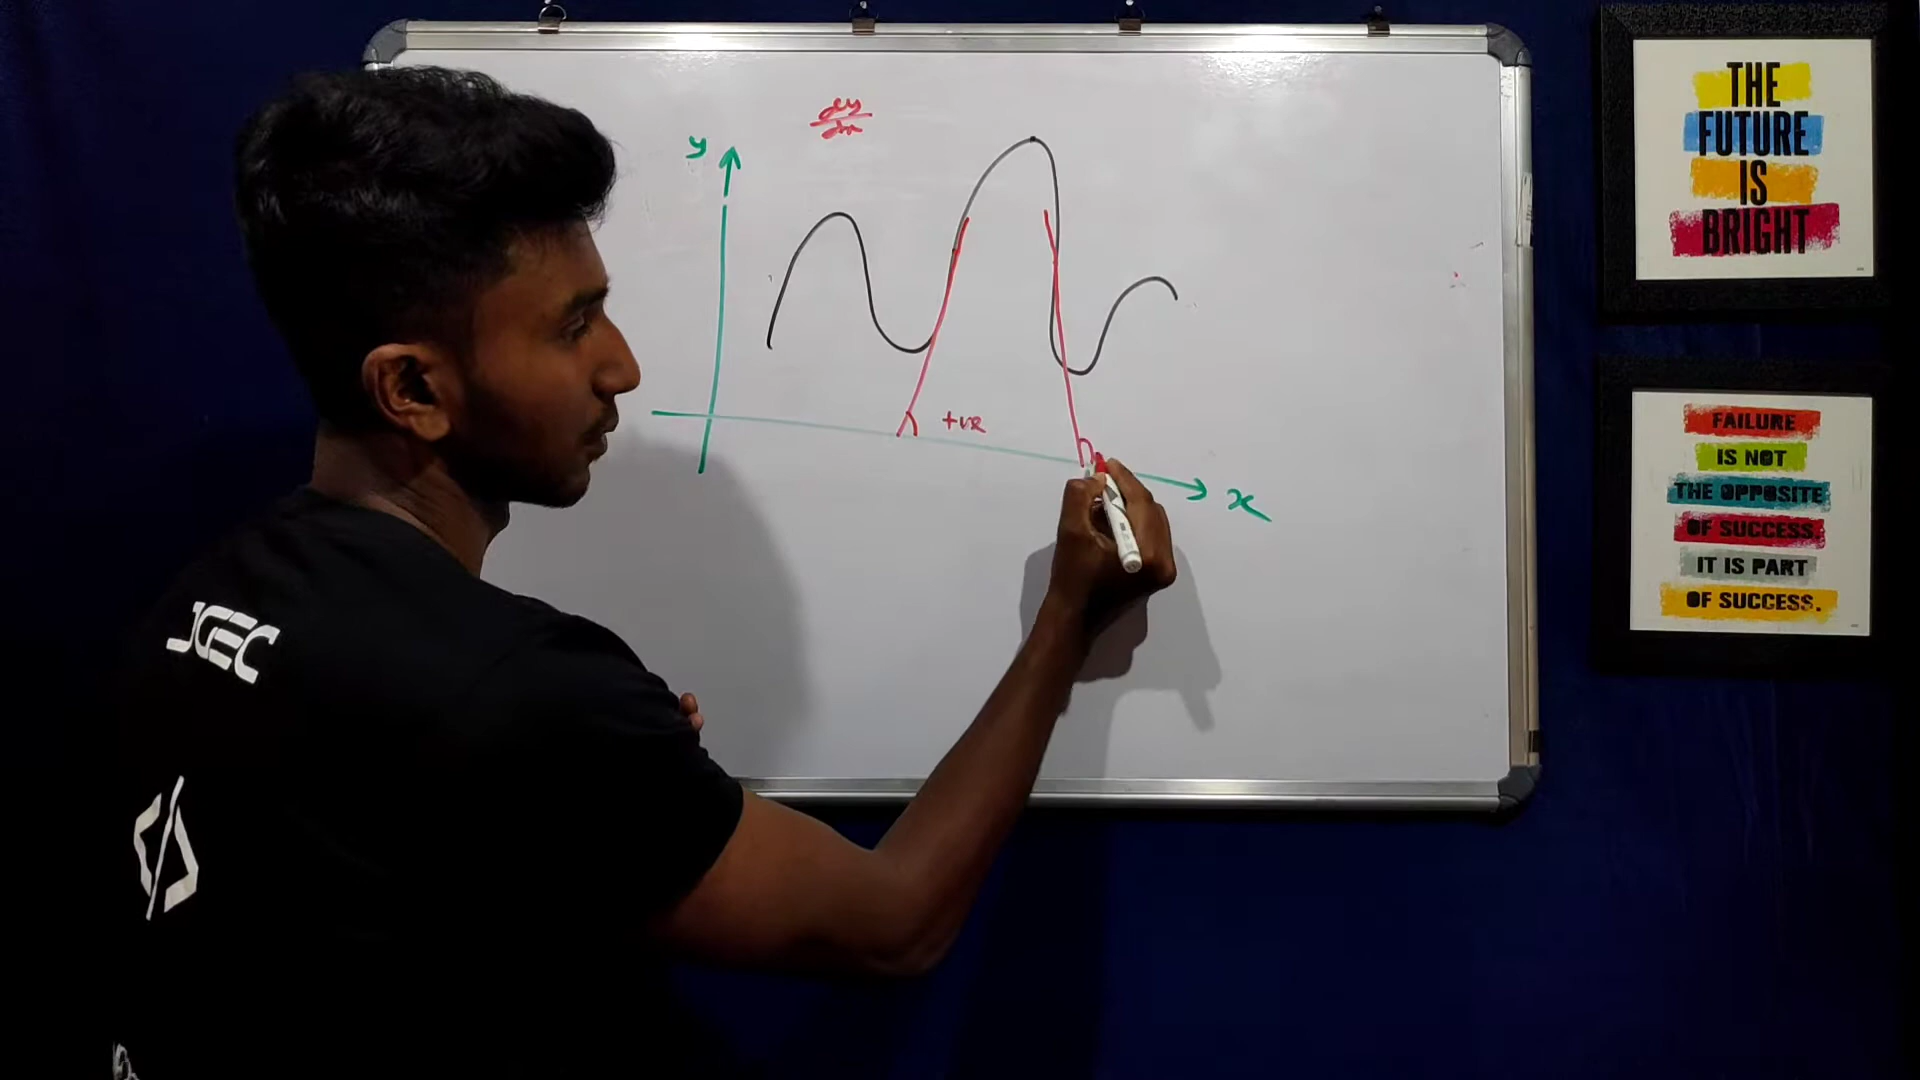 dy
dx
y
+ve
x
JGEC
THE
FUTURE
IS
BRIGHT
FAILURE
IS NOT
THE OPPOSITE
OF SUCCESS.
IT IS PART
OF SUCCESS.